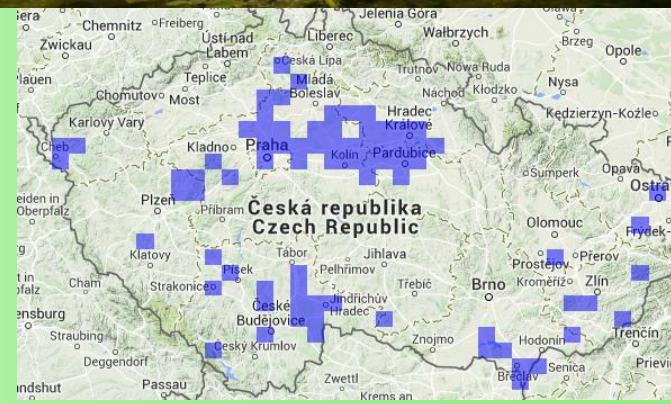 Gera
Chemnitz
Freiberg
Jelenia Góra
Zwickau
Ústí nad
Labem
Liberec
Wałbrzych
Brzeg
Opole
Česká Lípa
Teplice
Trutnov
Nowa Ruda
Plauen
Chomutov
Most
Mladá
Boleslav
Náchod
Kłodzko
Nysa
Karlovy Vary
Hradec
Králové
Kędzierzyn-Koźle
Cheb
Kladno
Praha
Kolín
Pardubice
Šumperk
Opava
Ostra
eiden in
Oberpfalz
Plzeň
Příbram
Česká republika
Czech Republic
Olomouc
Frýdek-
Klatovy
Tábor
Jihlava
Pelhřimov
Prostějov
Přerov
Cham
Písek
Strakonice
Třebíč
Brno
Kroměříž
Zlín
ensburg
České
Budějovice
Jindřichův
Hradec
Straubing
Český Krumlov
Znojmo
Hodonín
Trenčín
Deggendorf
Břeclav
Senica
Prievi
ndshut
Passau
Zwettl
Krems an